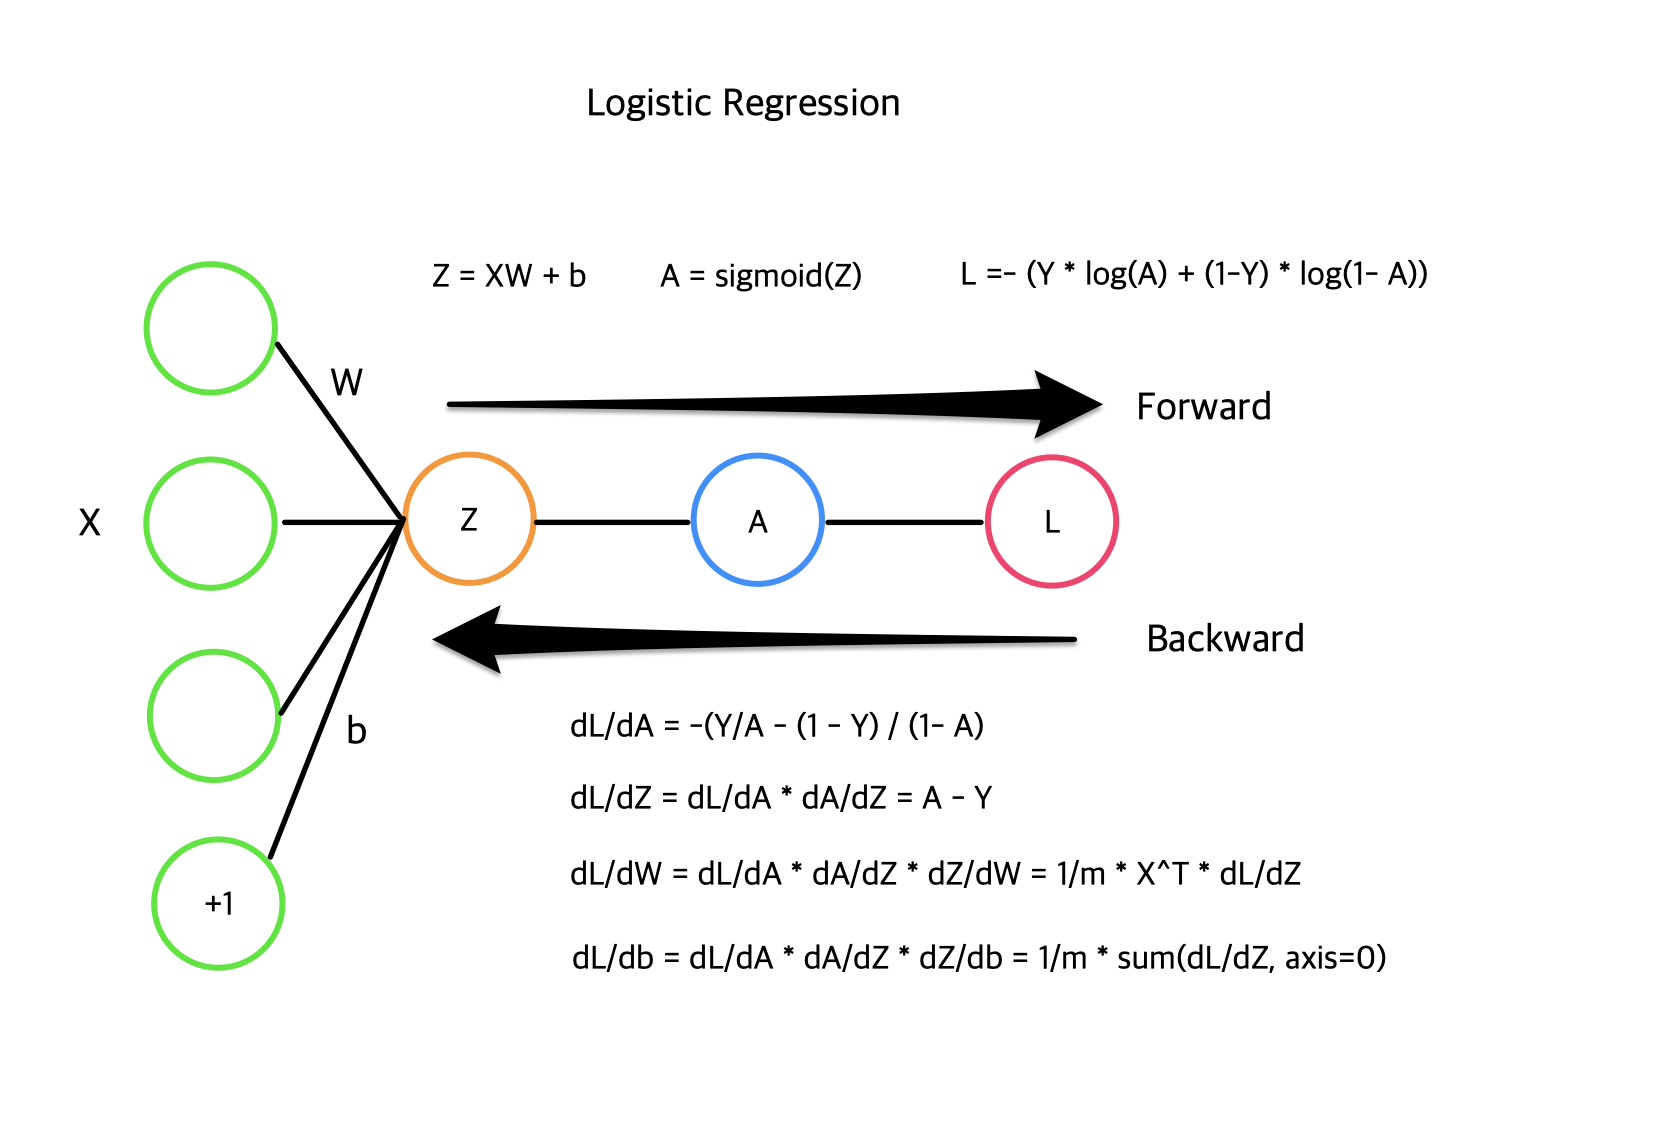 Logistic Regression
Z = XW + b
A = sigmoid(Z)
L =- (Y * log(A) + (1-Y) * log(1- A))
W
Forward
X
Z
A
L
Backward
b
dL/dA = -(Y/A - (1 - Y) / (1- A)
dL/dZ = dL/dA * dA/dZ = A - Y
dL/dW = dL/dA * dA/dZ * dZ/dW = 1/m * X^T * dL/dZ
+1
dL/db = dL/dA * dA/dZ * dZ/db = 1/m * sum(dL/dZ, axis=0)